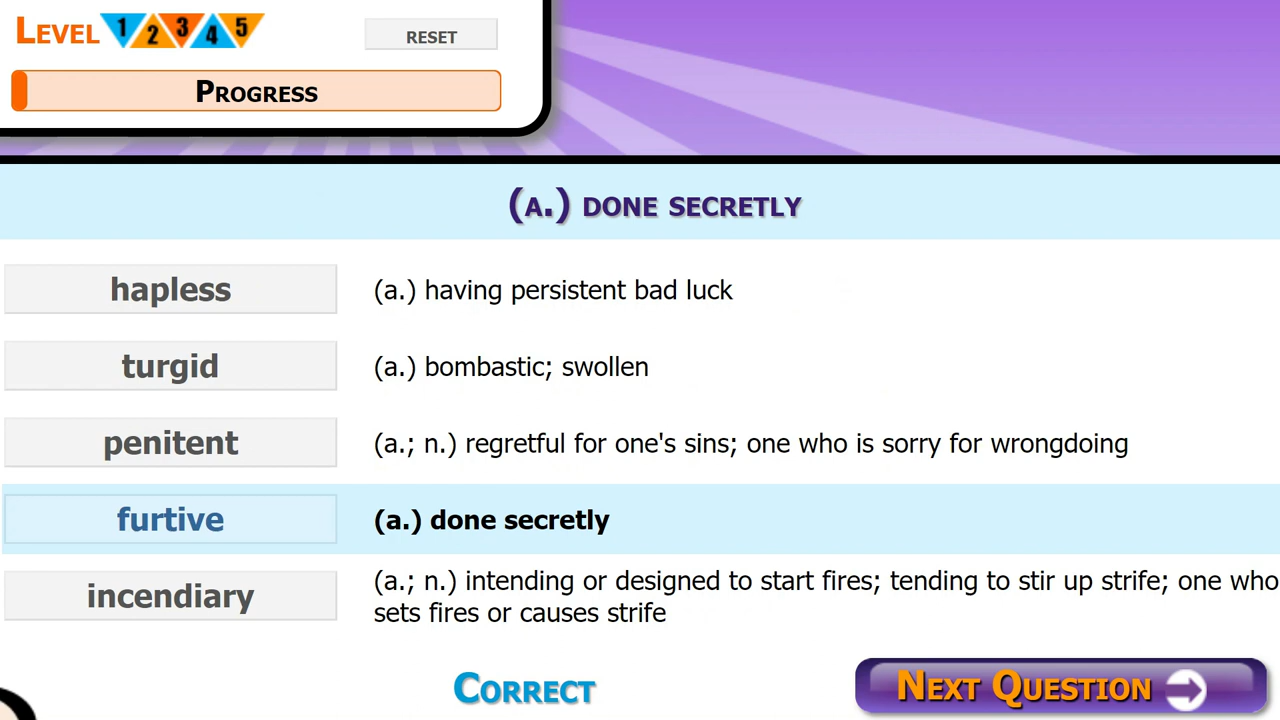 LEVEL 1 2 3 4 5
RESET
PROGRESS
(A.) DONE SECRETLY
hapless (a.) having persistent bad luck
turgid (a.) bombastic; swollen
penitent (a.; n.) regretful for one's sins; one who is sorry for wrongdoing
furtive (a.) done secretly
incendiary (a.; n.) intending or designed to start fires; tending to stir up strife; one who
sets fires or causes strife
CORRECT
NEXT QUESTION